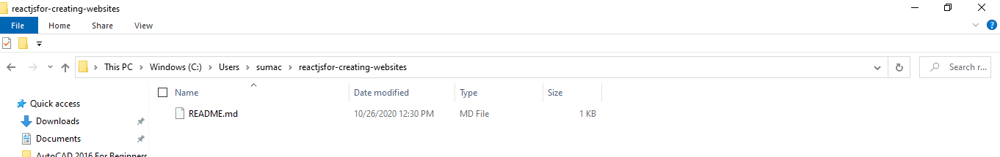 reactjsfor-creating-websites
File Home Share View
This PC Windows (C:) Users sumac reactjsfor-creating-websites Search r...
Name Date modified Type Size
Quick access
README.md 10/26/2020 12:30 PM MD File 1 KB
Downloads
Documents
AutoCAD 2016 For Beginners